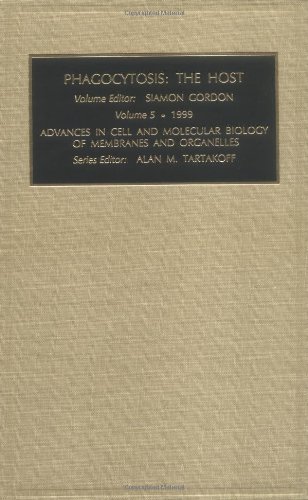 PHAGOCYTOSIS: THE HOST
Volume Editor: SIAMON GORDON
Volume 5 • 1999
ADVANCES IN CELL AND MOLECULAR BIOLOGY
OF MEMBRANES AND ORGANELLES
Series Editor: ALAN M. TARTAKOFF